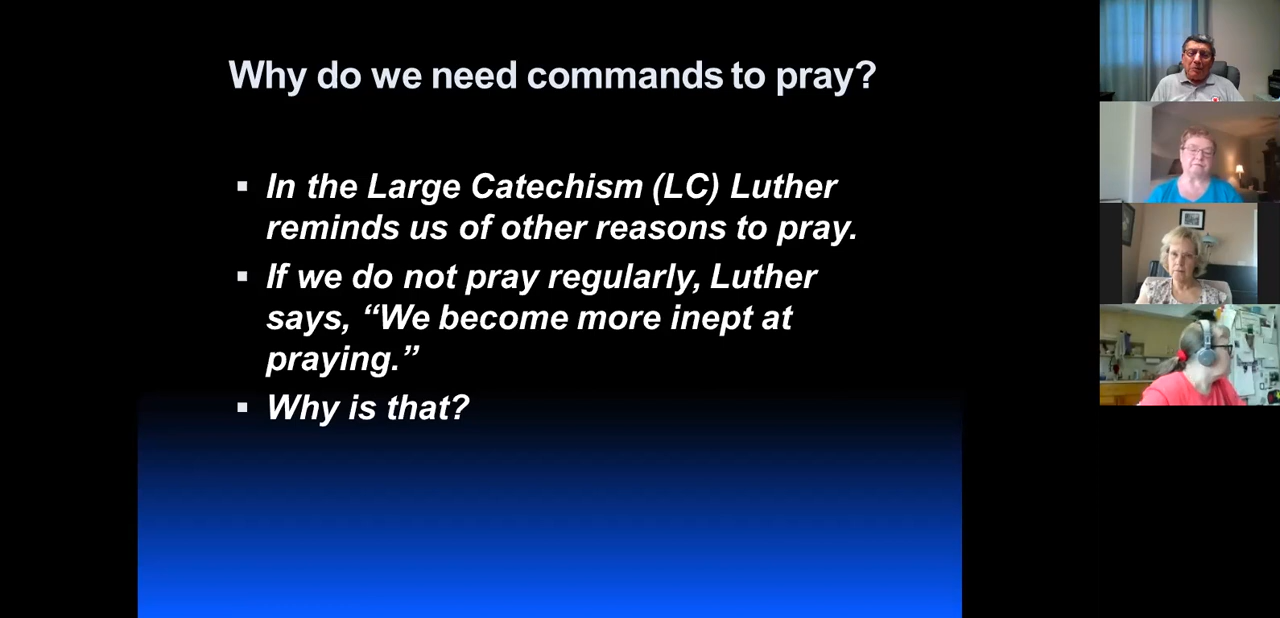 Why do we need commands to pray?
▪ In the Large Catechism (LC) Luther
reminds us of other reasons to pray.
▪ If we do not pray regularly, Luther
says, “We become more inept at
praying.”
▪ Why is that?